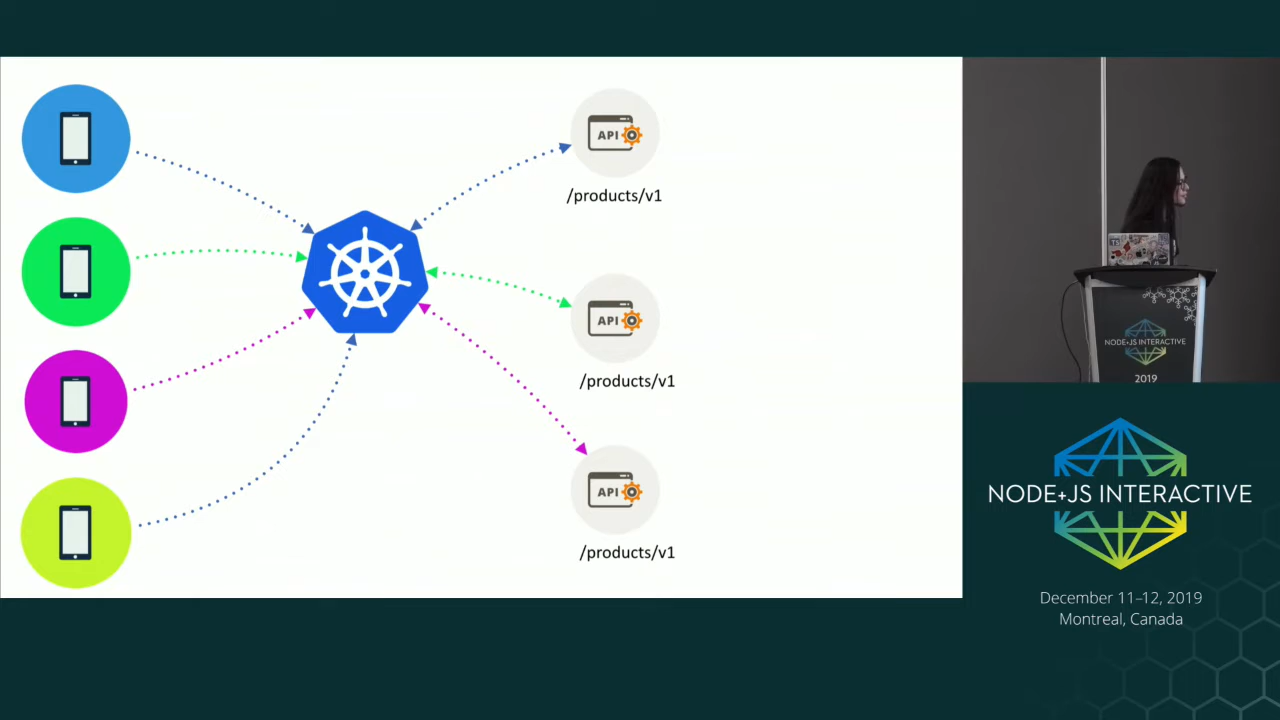 API
/products/v1
API
/products/v1
API
/products/v1
TS
NODE+JS INTERACTIVE
2019
NODE+JS INTERACTIVE
December 11–12, 2019
Montreal, Canada